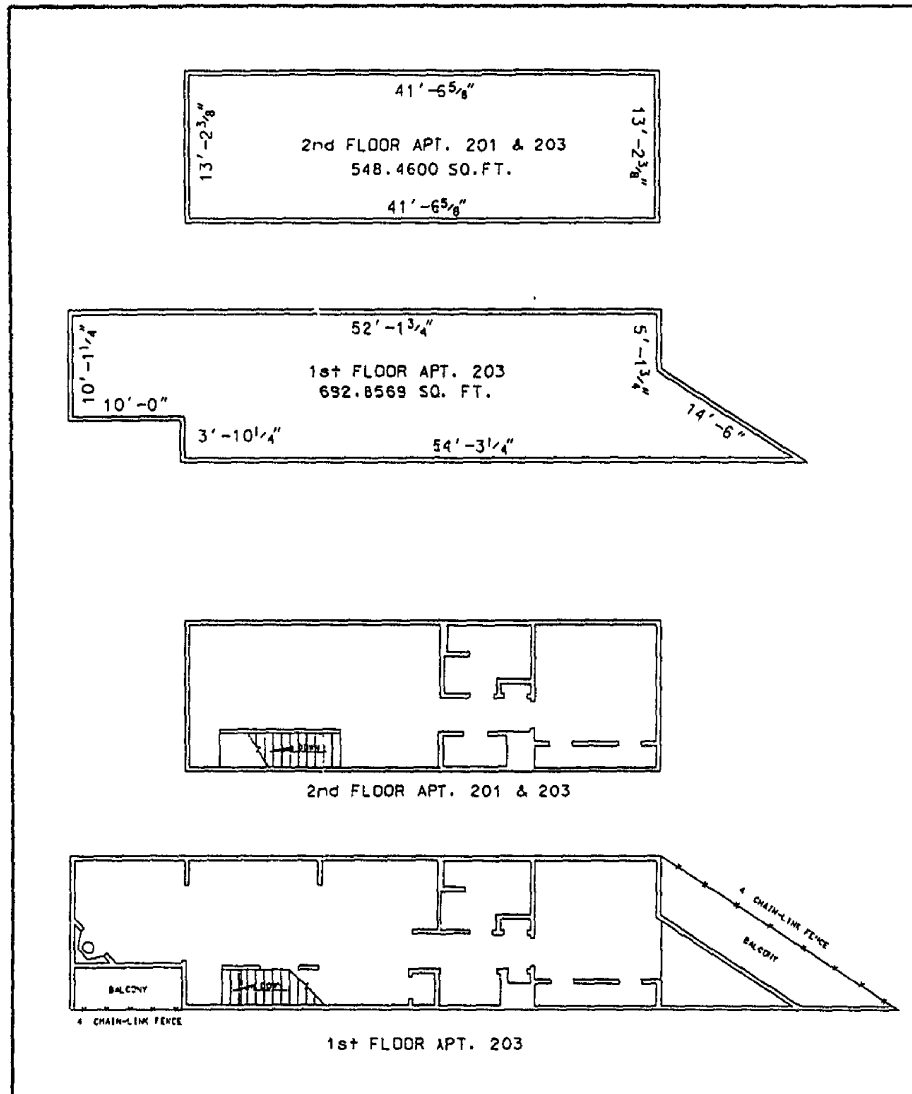 41'-6 5/8"
13'-2 3/8"
13'-2 3/8"
2nd FLOOR APT. 201 & 203
548.4600 SQ.FT.
41'-6 5/8"
52'-1 3/4"
10'-1 1/4"
5'-1 3/4"
1st FLOOR APT. 203
692.8569 SQ. FT.
10'-0"
14'-6"
3'-10 1/4"
54'-3 1/4"
DOWN
2nd FLOOR APT. 201 & 203
4 CHAIN-LINK FENCE
BALCONY
BALCONY
DOWN
4 CHAIN-LINK FENCE
1st FLOOR APT. 203